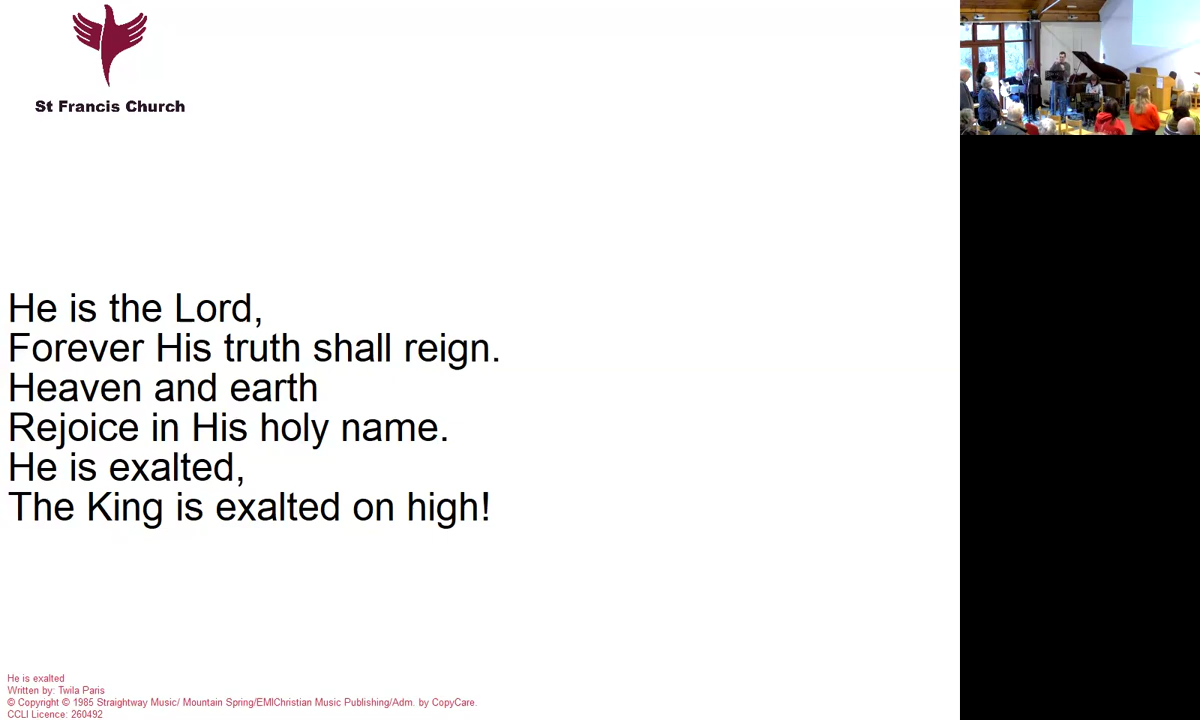 St Francis Church
He is the Lord,
Forever His truth shall reign.
Heaven and earth
Rejoice in His holy name.
He is exalted,
The King is exalted on high!
He is exalted
Written by: Twila Paris
© Copyright © 1985 Straightway Music/ Mountain Spring/EMIChristian Music Publishing/Adm. by CopyCare.
CCLI Licence: 260492